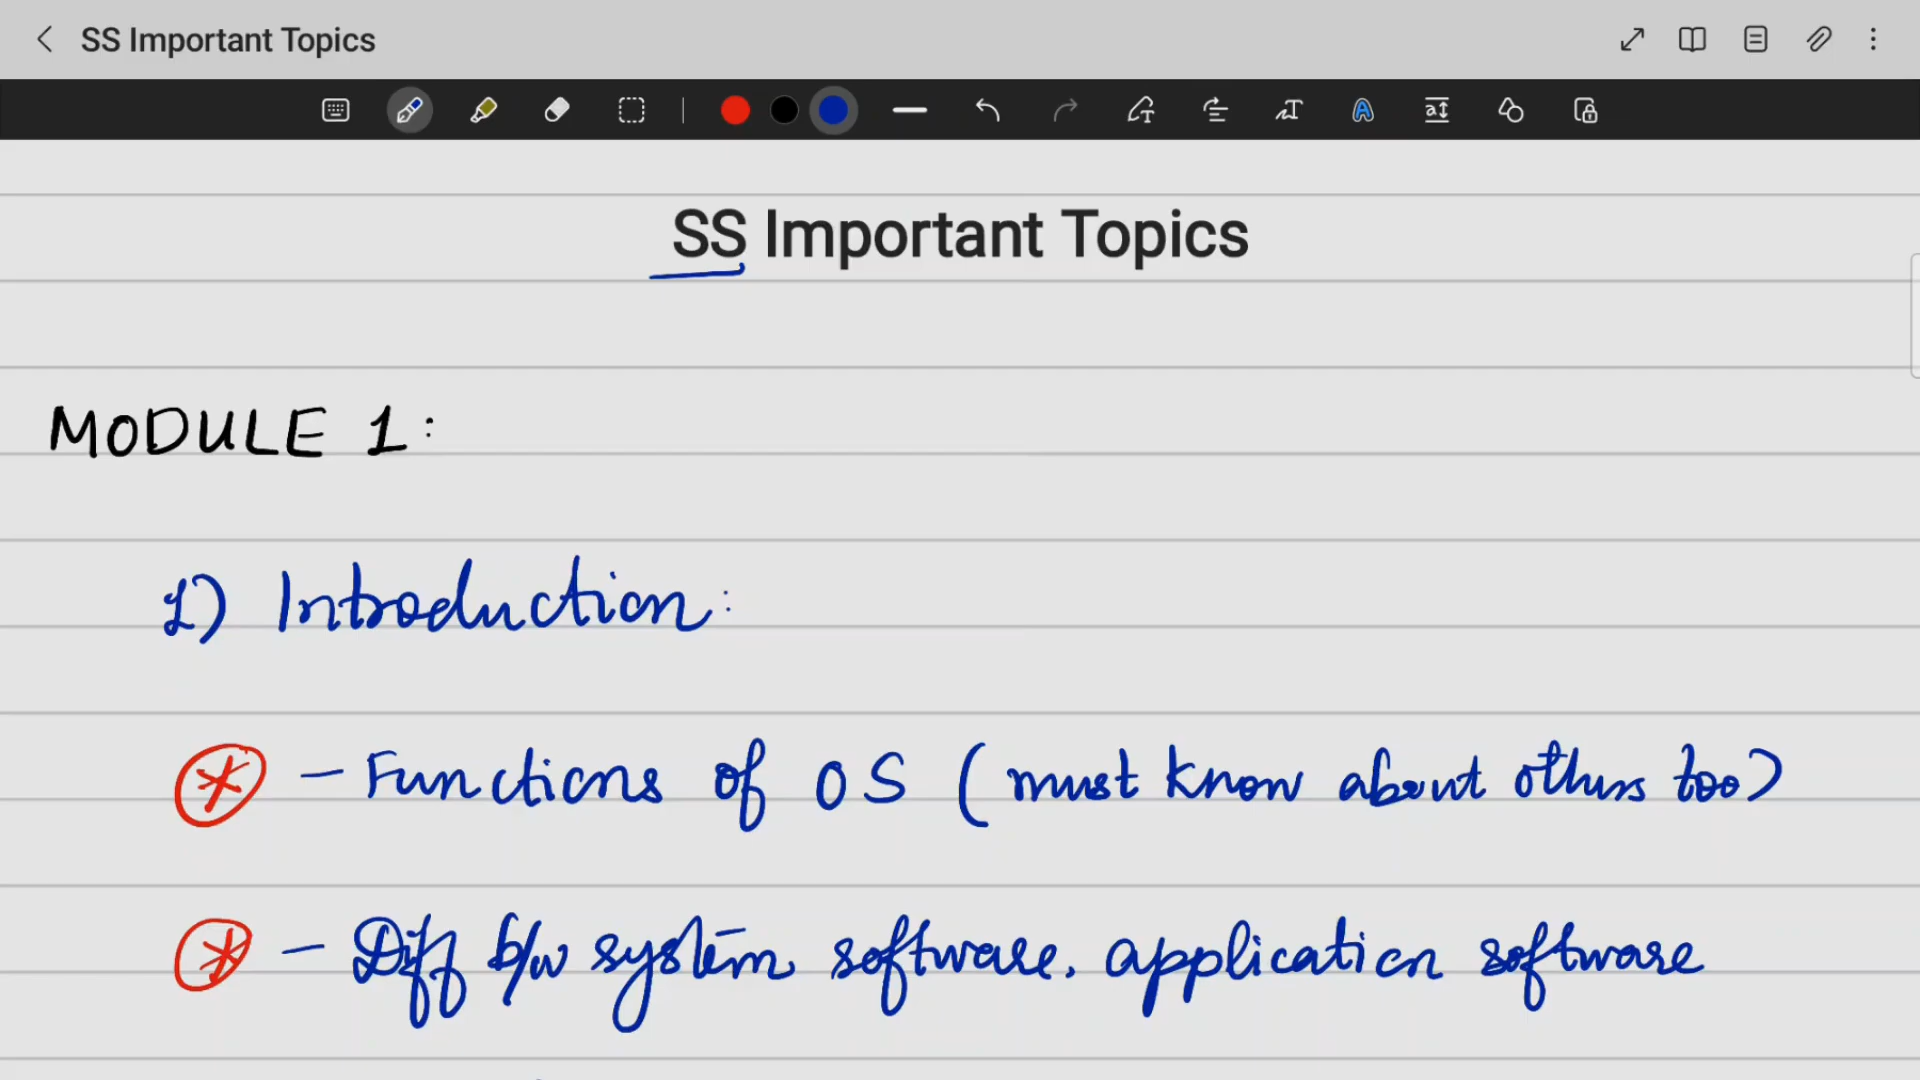 SS Important Topics
SS Important Topics
MODULE 1:
1) Introduction:
* - Functions of OS (must know about others too)
* - Diff b/w system software, application software